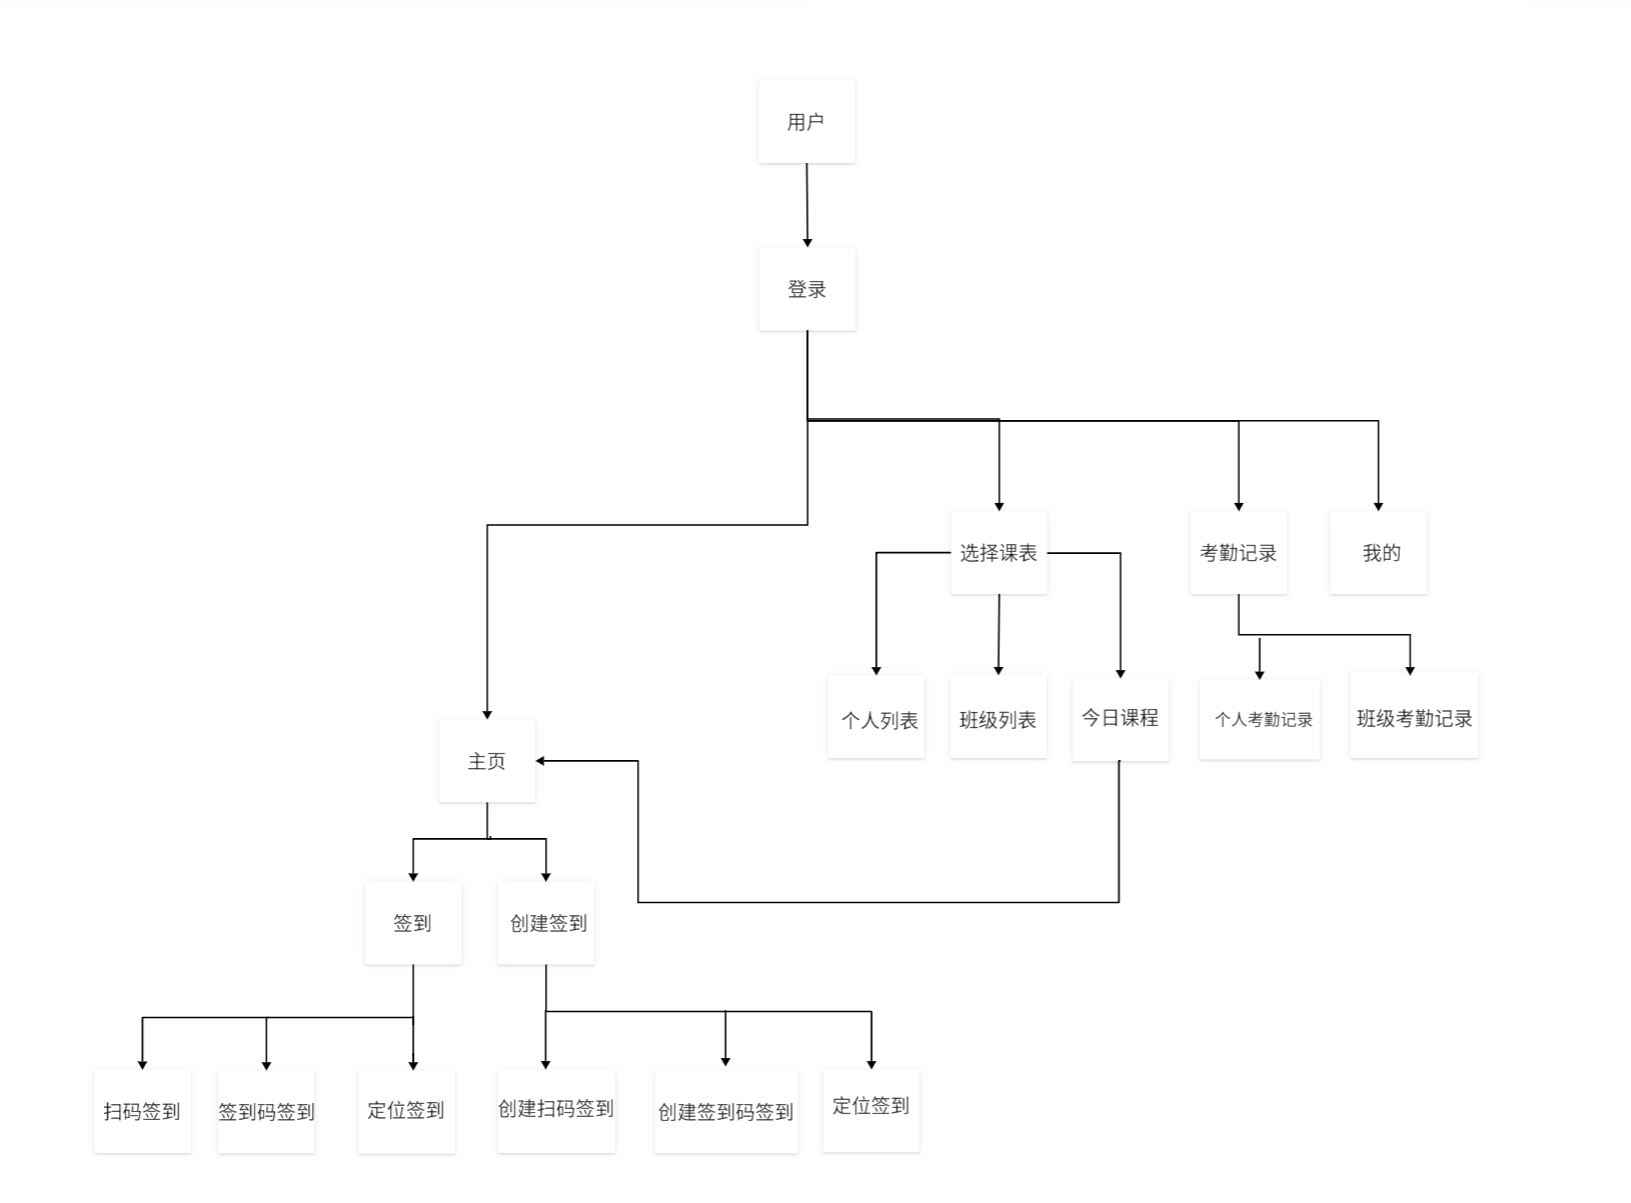 用户
登录
选择课表
考勤记录
我的
个人列表
班级列表
今日课程
个人考勤记录
班级考勤记录
主页
签到
创建签到
扫码签到
签到码签到
定位签到
创建扫码签到
创建签到码签到
定位签到